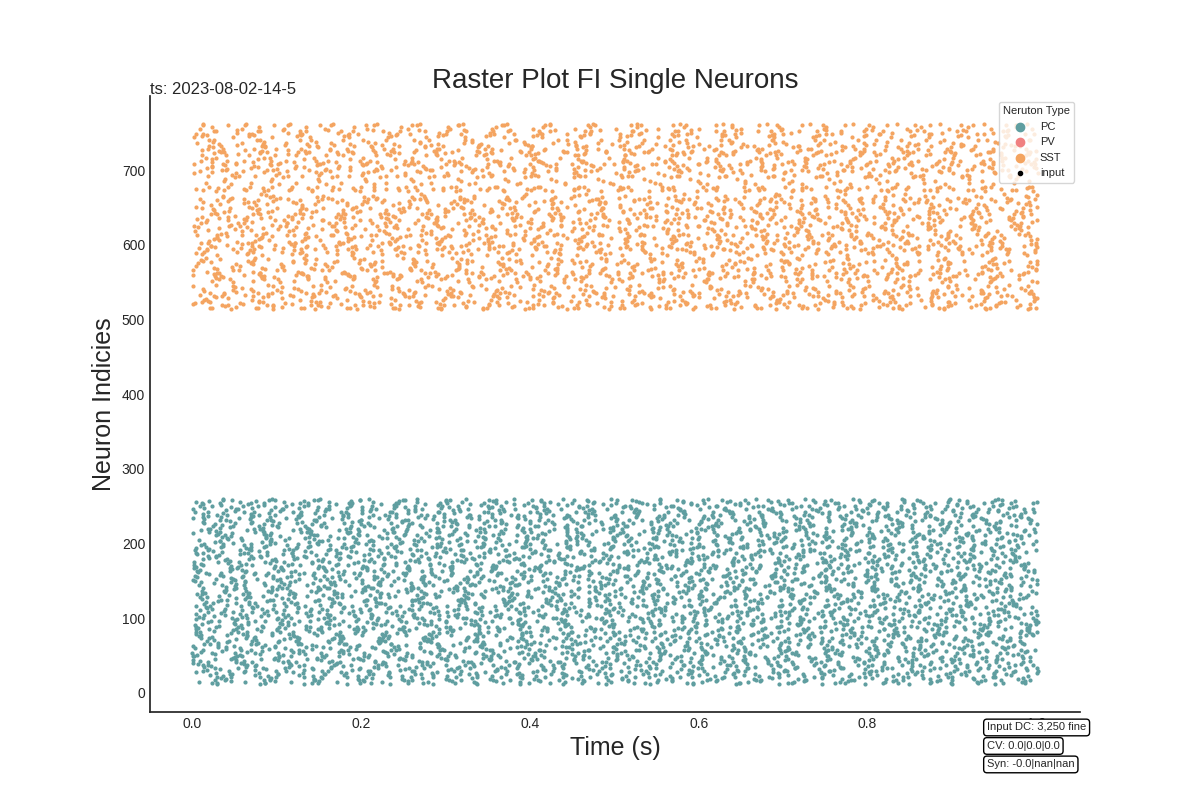 Raster Plot FI Single Neurons
ts: 2023-08-02-14-5
Neruton Type
PC
PV
SST
input
Neuron Indicies
700
600
500
400
300
200
100
0
0.0
0.2
0.4
0.6
0.8
Time (s)
Input DC: 3,250 fine
CV: 0.0|0.0|0.0
Syn: -0.0|nan|nan